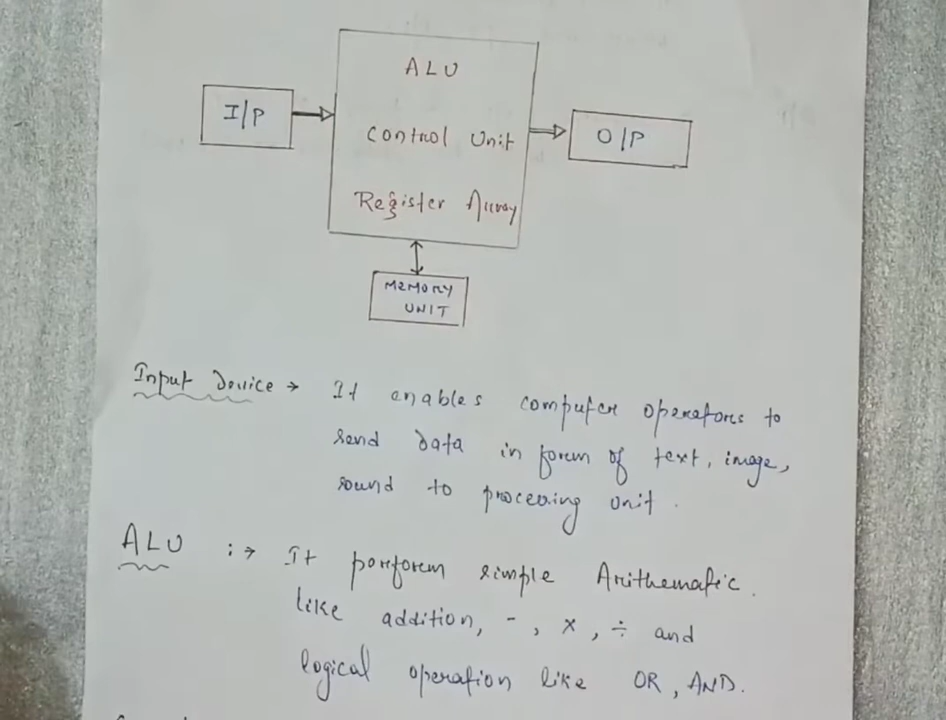 ALU
I/P
Control Unit
O/P
Register Array
MEMORY
UNIT
Input Device → It enables computer operators to
send data in form of text, image,
sound to processing unit.
ALU :→ It perform simple Arithematic.
like addition, -, x, ÷ and
logical operation like OR, AND.